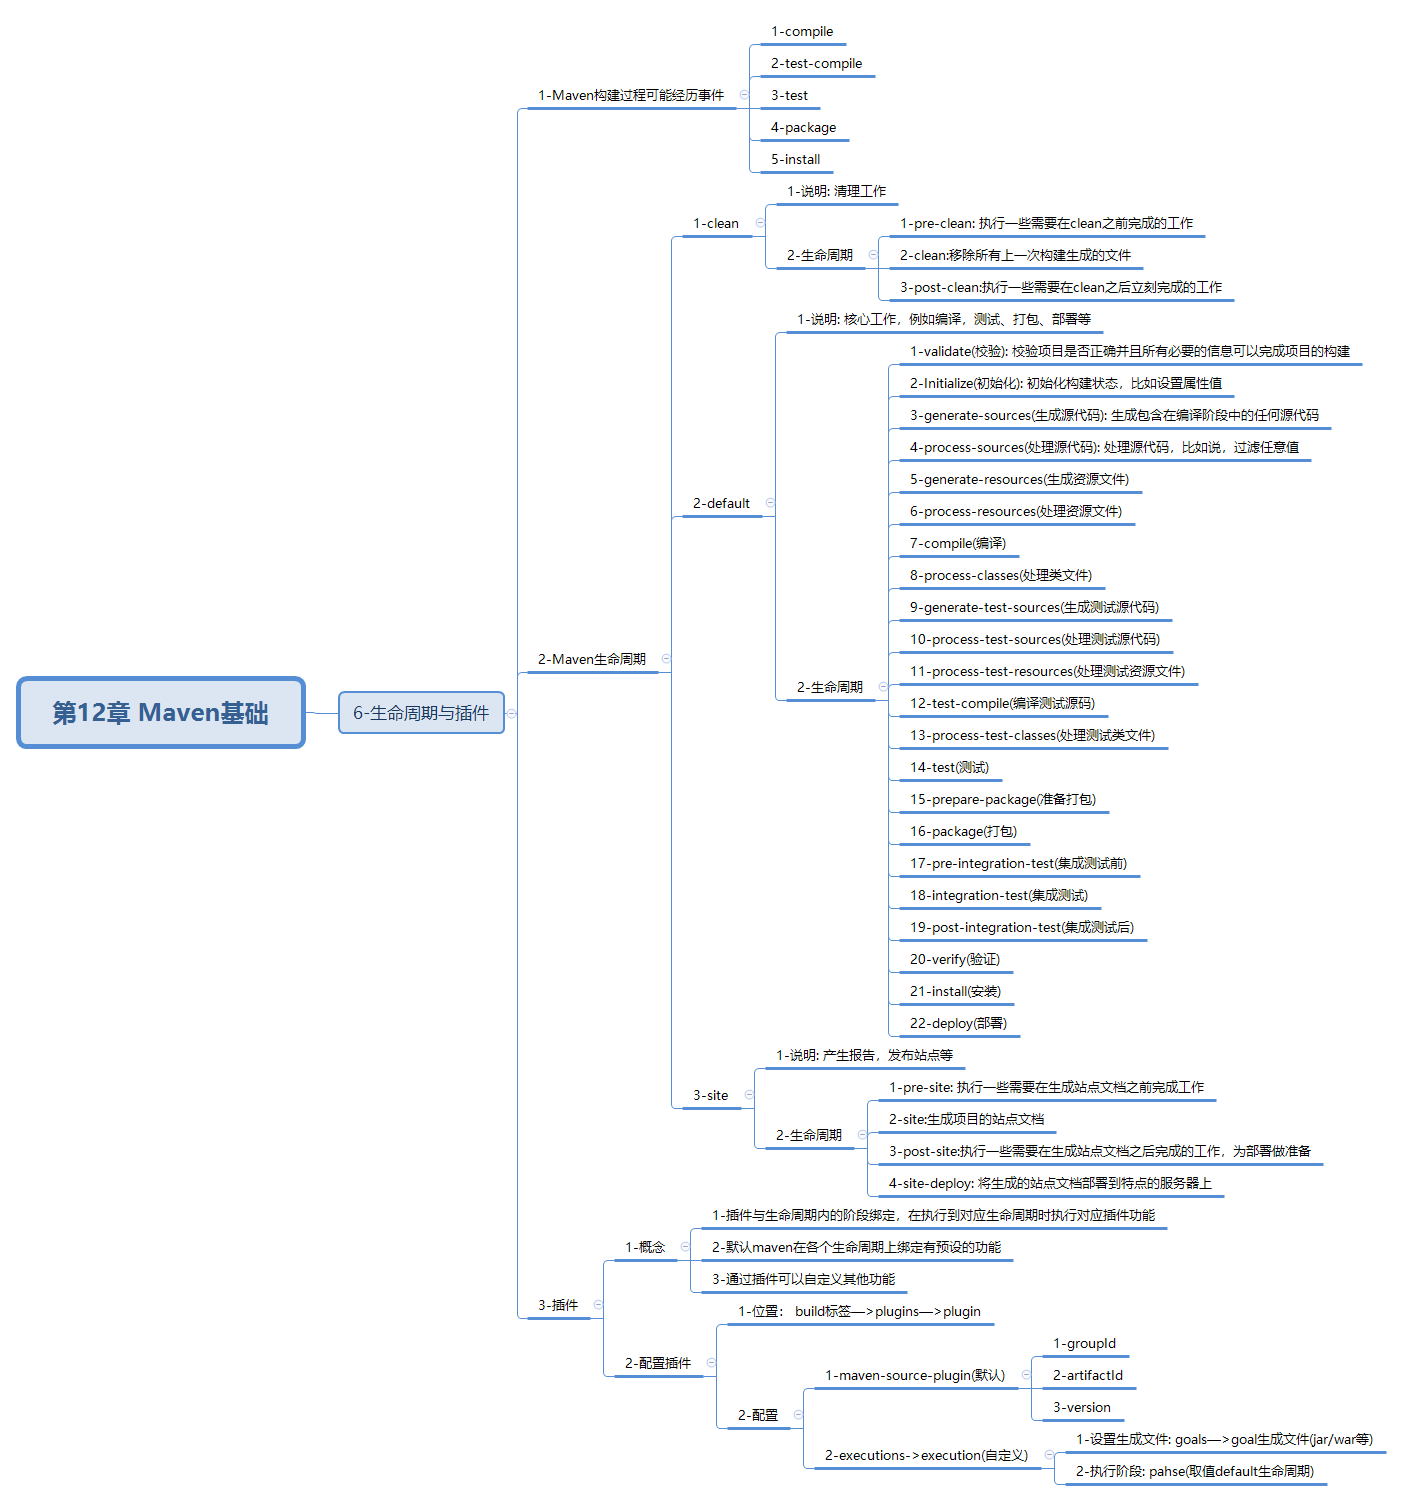 第12章 Maven基础
6-生命周期与插件
1-Maven构建过程可能经历事件
1-compile
2-test-compile
3-test
4-package
5-install
2-Maven生命周期
1-clean
1-说明: 清理工作
2-生命周期
1-pre-clean: 执行一些需要在clean之前完成的工作
2-clean:移除所有上一次构建生成的文件
3-post-clean:执行一些需要在clean之后立刻完成的工作
2-default
1-说明: 核心工作，例如编译，测试、打包、部署等
2-生命周期
1-validate(校验): 校验项目是否正确并且所有必要的信息可以完成项目的构建
2-Initialize(初始化): 初始化构建状态，比如设置属性值
3-generate-sources(生成源代码): 生成包含在编译阶段中的任何源代码
4-process-sources(处理源代码): 处理源代码，比如说，过滤任意值
5-generate-resources(生成资源文件)
6-process-resources(处理资源文件)
7-compile(编译)
8-process-classes(处理类文件)
9-generate-test-sources(生成测试源代码)
10-process-test-sources(处理测试源代码)
11-process-test-resources(处理测试资源文件)
12-test-compile(编译测试源码)
13-process-test-classes(处理测试类文件)
14-test(测试)
15-prepare-package(准备打包)
16-package(打包)
17-pre-integration-test(集成测试前)
18-integration-test(集成测试)
19-post-integration-test(集成测试后)
20-verify(验证)
21-install(安装)
22-deploy(部署)
3-site
1-说明: 产生报告，发布站点等
2-生命周期
1-pre-site: 执行一些需要在生成站点文档之前完成工作
2-site:生成项目的站点文档
3-post-site:执行一些需要在生成站点文档之后完成的工作，为部署做准备
4-site-deploy: 将生成的站点文档部署到特点的服务器上
3-插件
1-概念
1-插件与生命周期内的阶段绑定，在执行到对应生命周期时执行对应插件功能
2-默认maven在各个生命周期上绑定有预设的功能
3-通过插件可以自定义其他功能
2-配置插件
1-位置： build标签—>plugins—>plugin
2-配置
1-maven-source-plugin(默认)
1-groupId
2-artifactId
3-version
2-executions->execution(自定义)
1-设置生成文件: goals—>goal生成文件(jar/war等)
2-执行阶段: pahse(取值default生命周期)